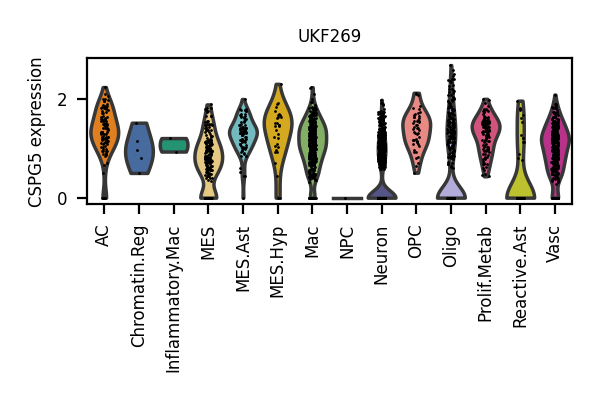 UKF269
CSPG5 expression
2
0
AC
Chromatin.Reg
Inflammatory.Mac
MES
MES.Ast
MES.Hyp
Mac
NPC
Neuron
OPC
Oligo
Prolif.Metab
Reactive.Ast
Vasc